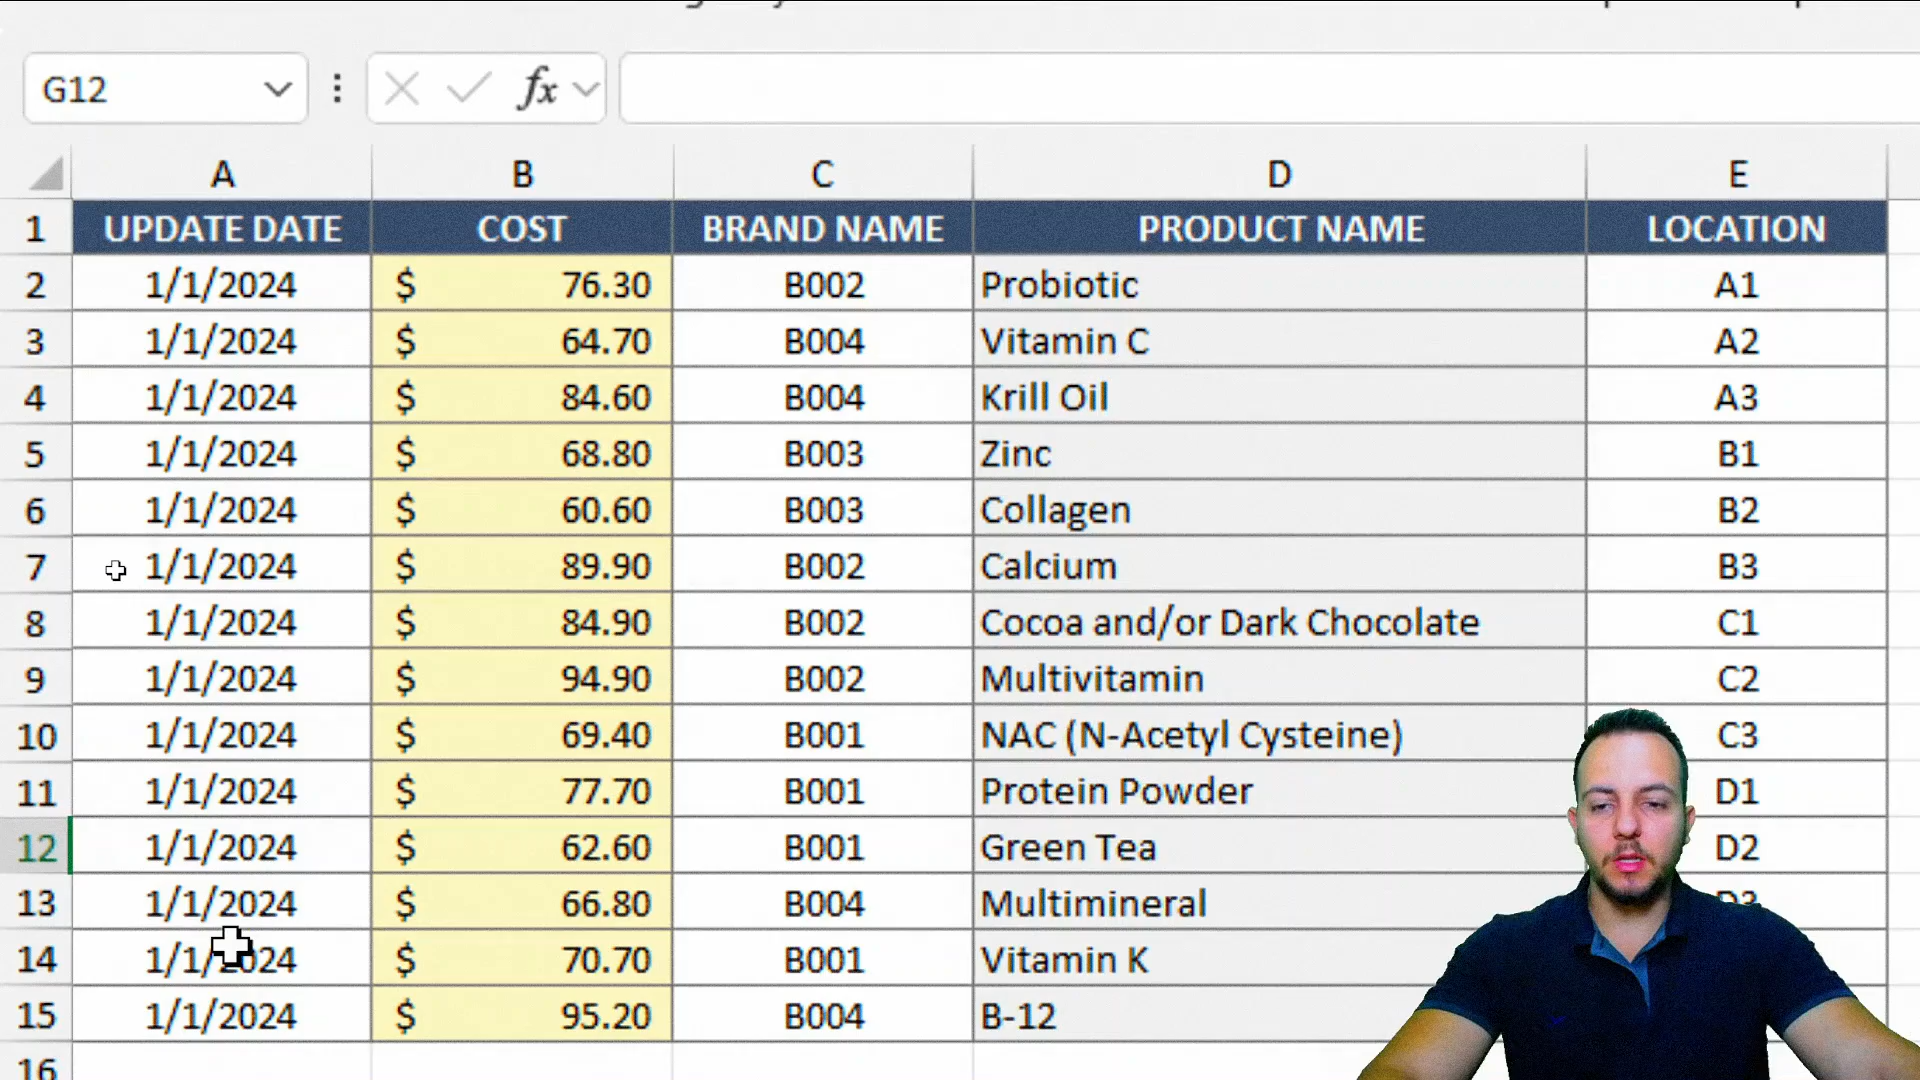 G12 fx
A B C D E
1 UPDATE DATE COST BRAND NAME PRODUCT NAME LOCATION
2 1/1/2024 $ 76.30 B002 Probiotic A1
3 1/1/2024 $ 64.70 B004 Vitamin C A2
4 1/1/2024 $ 84.60 B004 Krill Oil A3
5 1/1/2024 $ 68.80 B003 Zinc B1
6 1/1/2024 $ 60.60 B003 Collagen B2
7 1/1/2024 $ 89.90 B002 Calcium B3
8 1/1/2024 $ 84.90 B002 Cocoa and/or Dark Chocolate C1
9 1/1/2024 $ 94.90 B002 Multivitamin C2
10 1/1/2024 $ 69.40 B001 NAC (N-Acetyl Cysteine) C3
11 1/1/2024 $ 77.70 B001 Protein Powder D1
12 1/1/2024 $ 62.60 B001 Green Tea D2
13 1/1/2024 $ 66.80 B004 Multimineral D3
14 1/1/2024 $ 70.70 B001 Vitamin K
15 1/1/2024 $ 95.20 B004 B-12
16